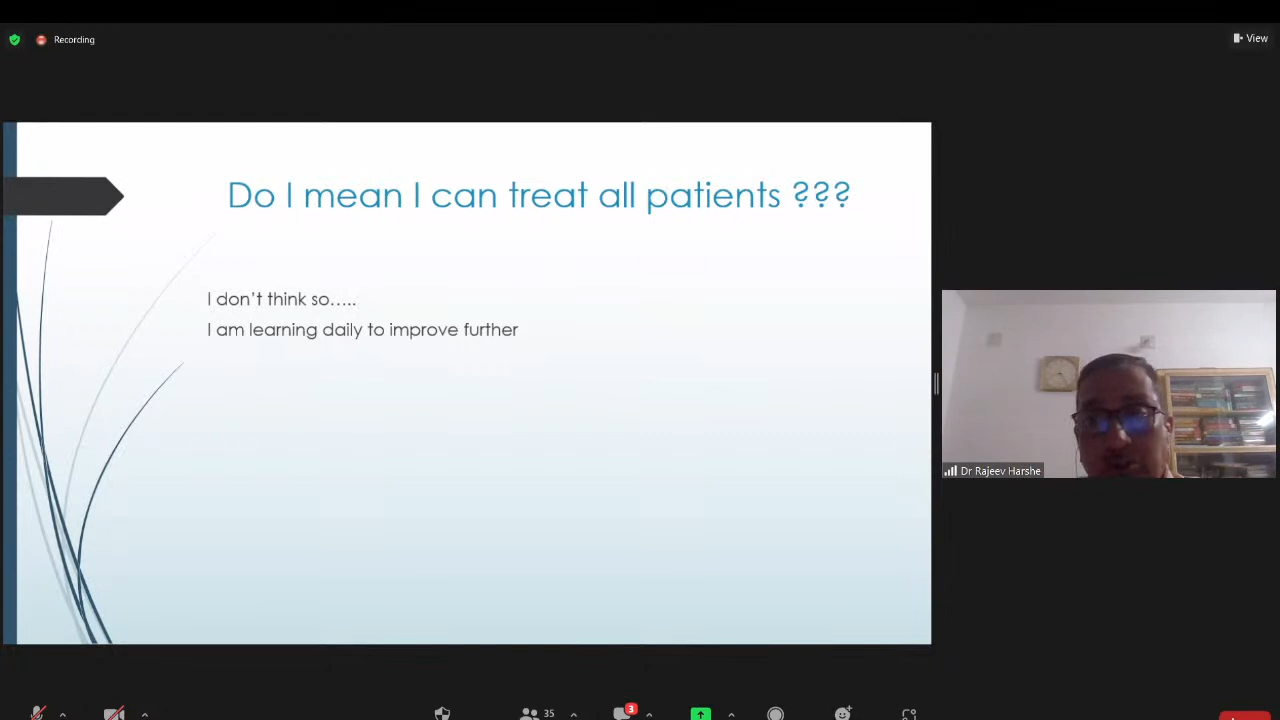 Recording
View
Do I mean I can treat all patients ???
I don't think so…..
I am learning daily to improve further
Dr Rajeev Harshe
35
3